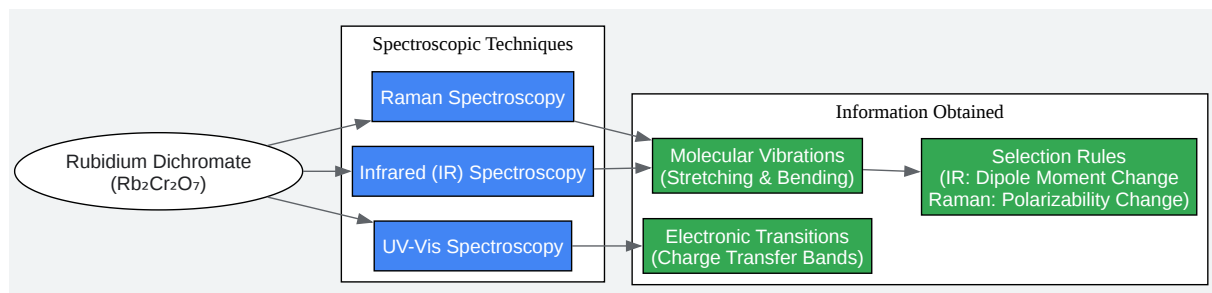 Rubidium Dichromate
(Rb₂Cr₂O₇)
Spectroscopic Techniques
Raman Spectroscopy
Infrared (IR) Spectroscopy
UV-Vis Spectroscopy
Information Obtained
Molecular Vibrations
(Stretching & Bending)
Selection Rules
(IR: Dipole Moment Change
Raman: Polarizability Change)
Electronic Transitions
(Charge Transfer Bands)